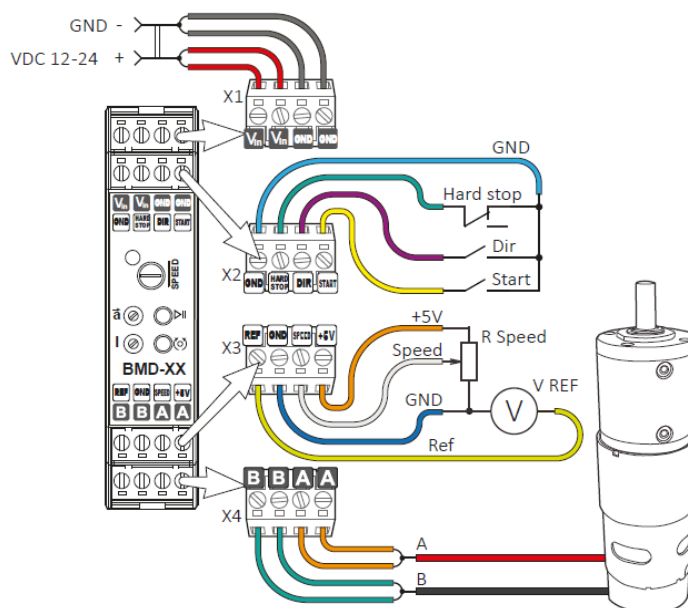 GND -
VDC 12-24 +
X1
Vin Vin GND GND
GND
Hard stop
Dir
Start
X2
GND HARD STOP DIR START
Vin Vin GND GND
GND HARD STOP DIR START
SPEED
a
I
BMD-XX
REF GND SPEED +5V
B B A A
X3
REF GND SPEED +5V
+5V
Speed
R Speed
GND
V
V REF
Ref
B B A A
X4
A
B